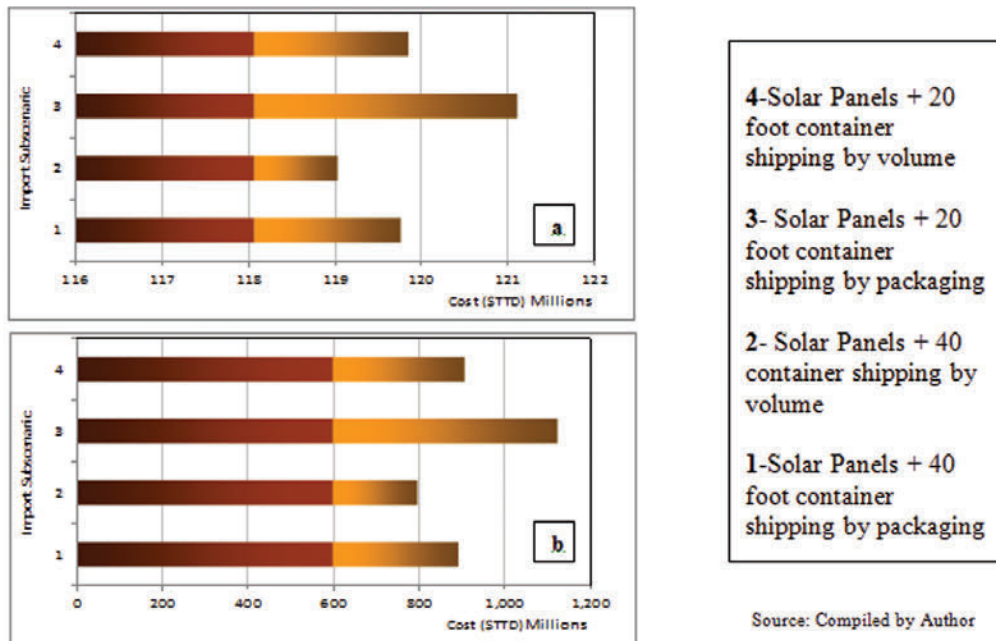 4
3
2
1
Import Subscenaric
a.
116 117 118 119 120 121 122
Cost (STTD) Millions
4
3
2
1
Import Subscenaric
b.
0 200 400 600 800 1,000 1,200
Cost (STTD) Millions
4-Solar Panels + 20
foot container
shipping by volume
3- Solar Panels + 20
foot container
shipping by packaging
2- Solar Panels + 40
container shipping by
volume
1-Solar Panels + 40
foot container
shipping by packaging
Source: Compiled by Author